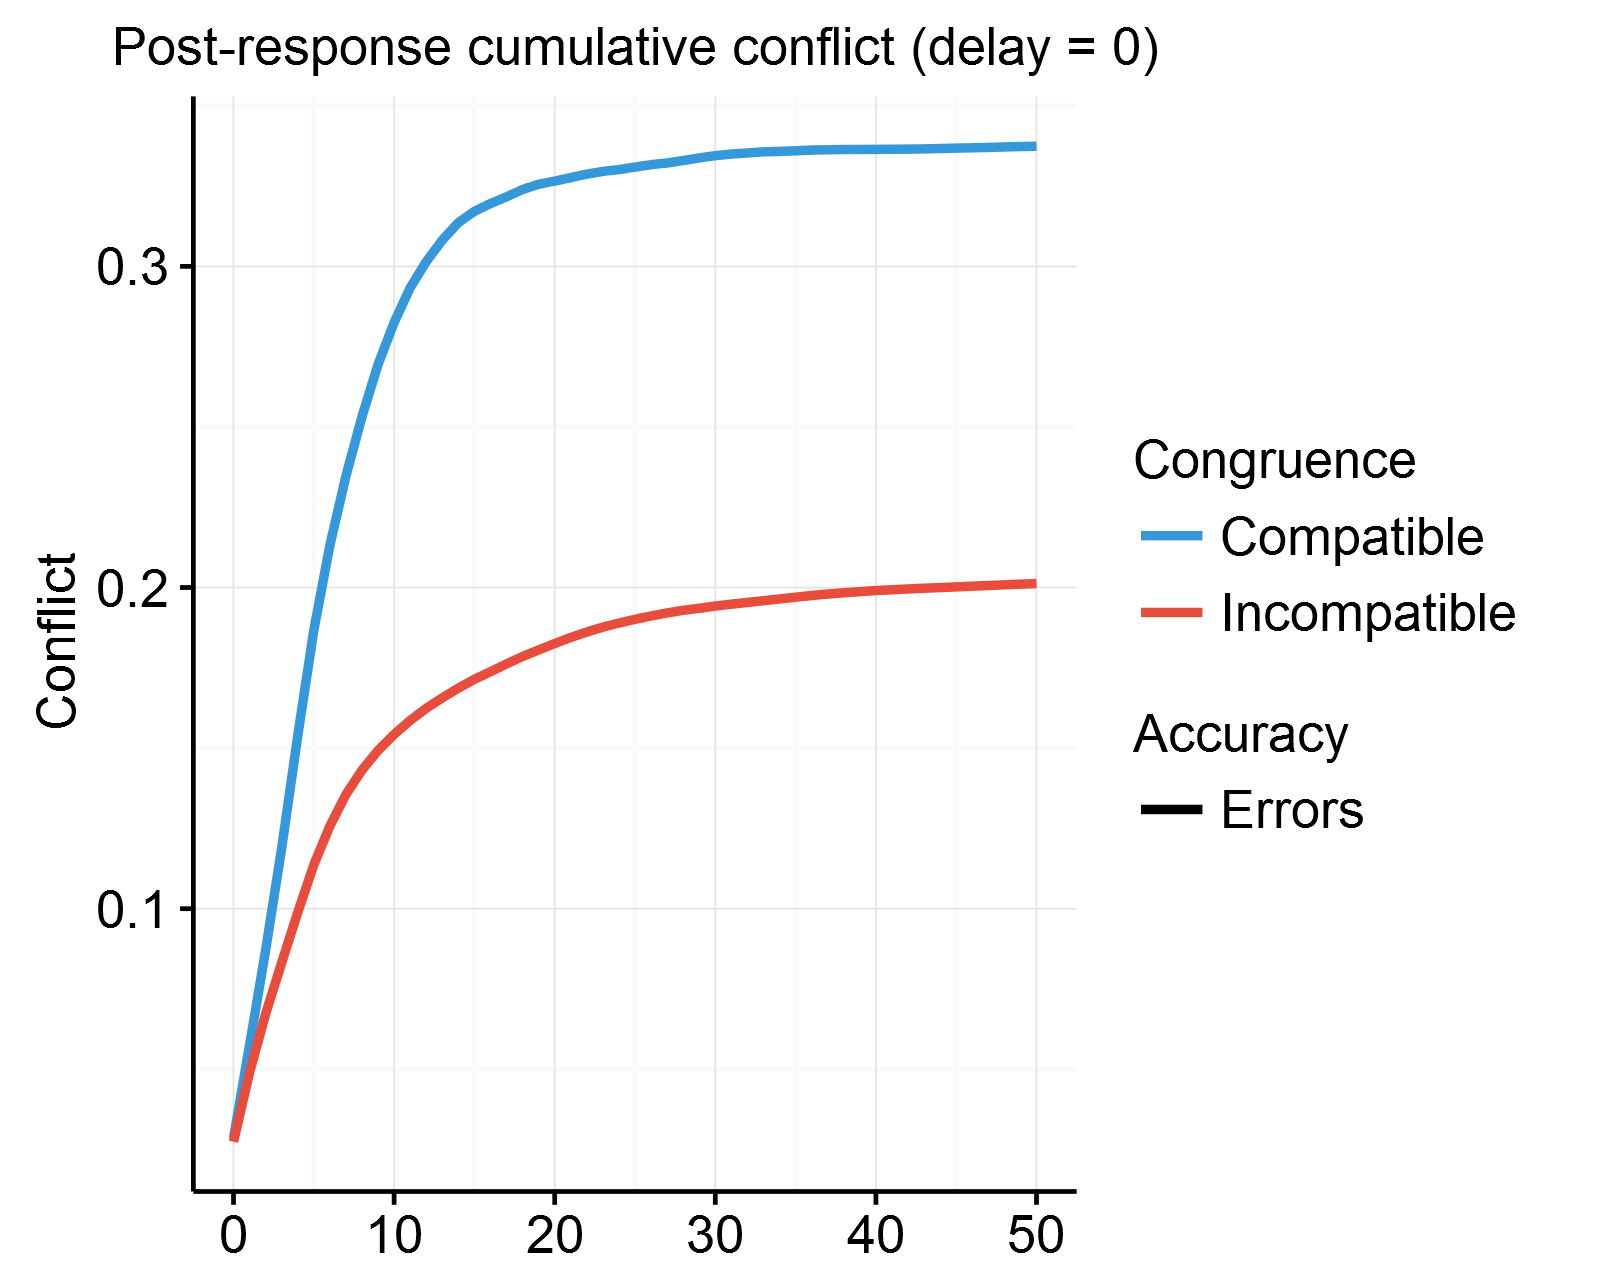 Post-response cumulative conflict (delay = 0)
Conflict
0.3
0.2
0.1
0 10 20 30 40 50
Congruence
Compatible
Incompatible
Accuracy
Errors